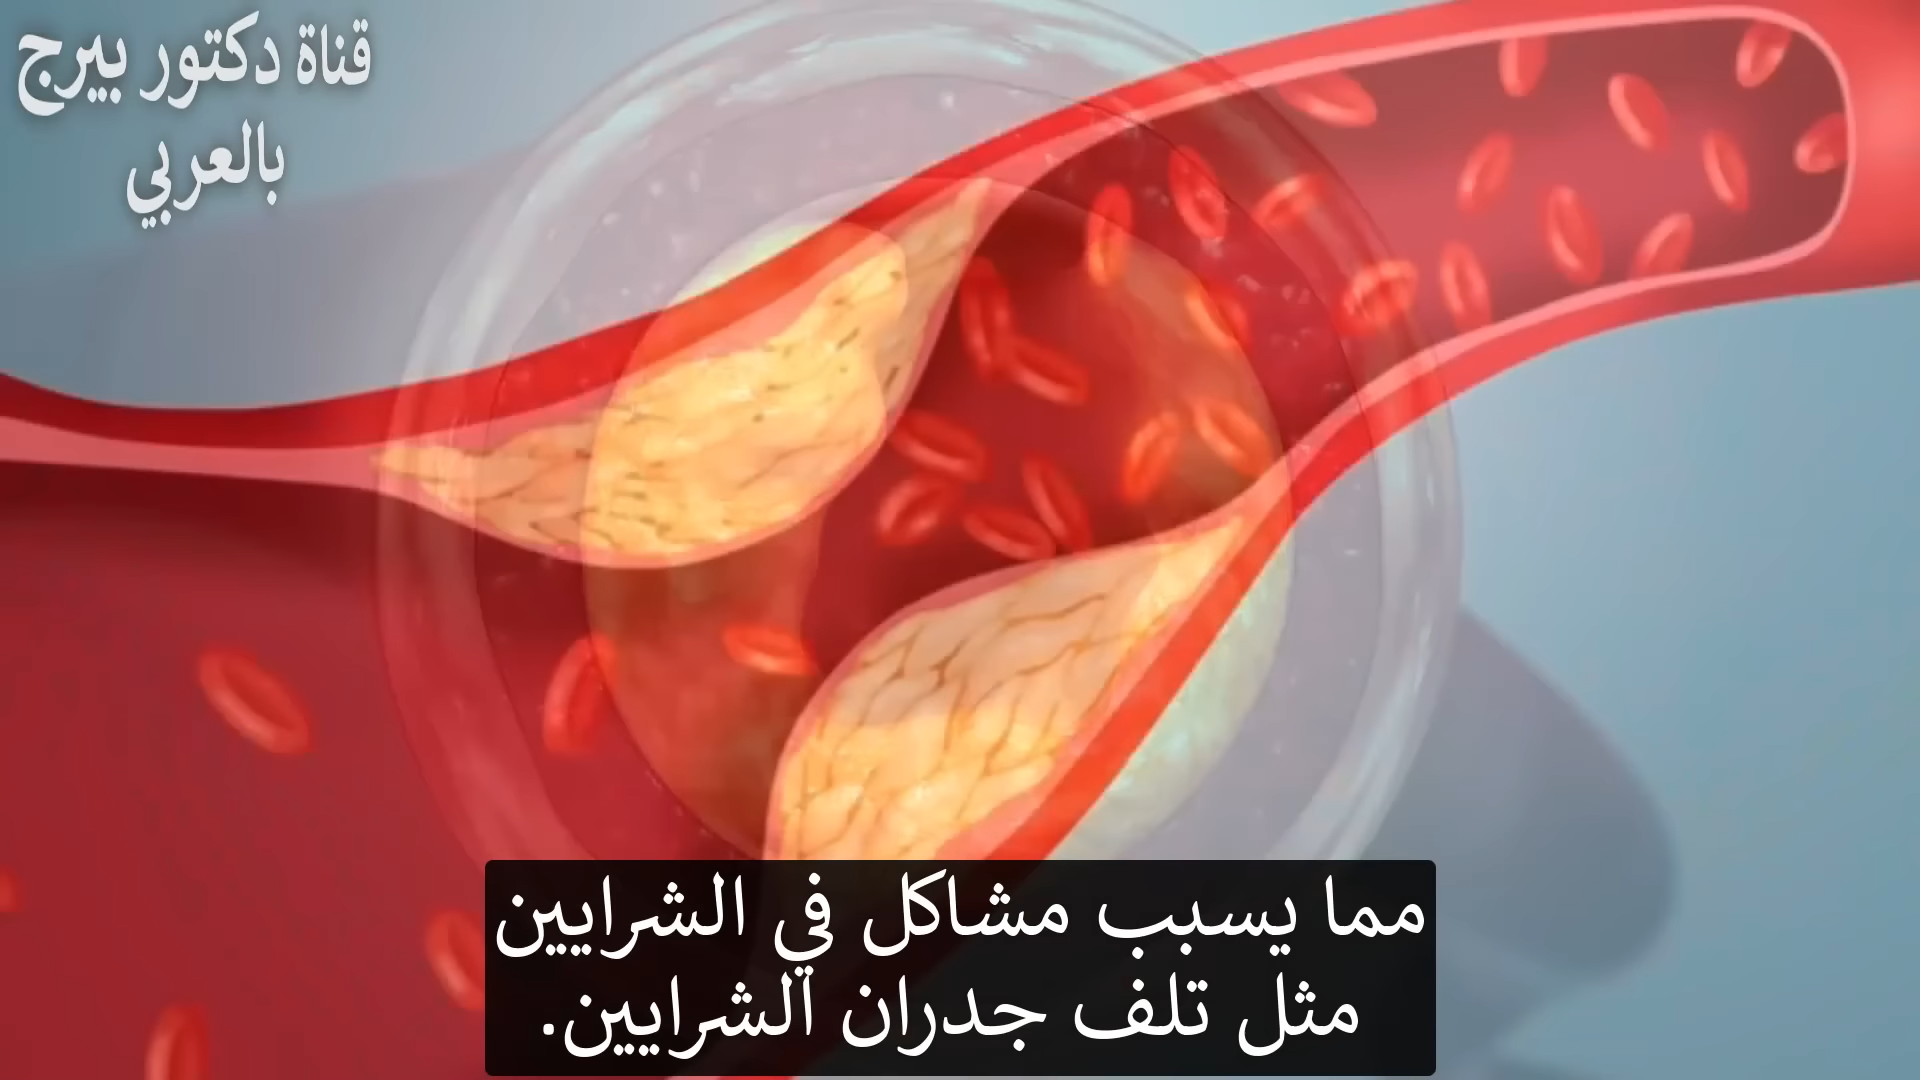 قناة دكتور بيرج
بالعربي
مما يسبب مشاكل في الشرايين
مثل تلف جدران الشرايين.